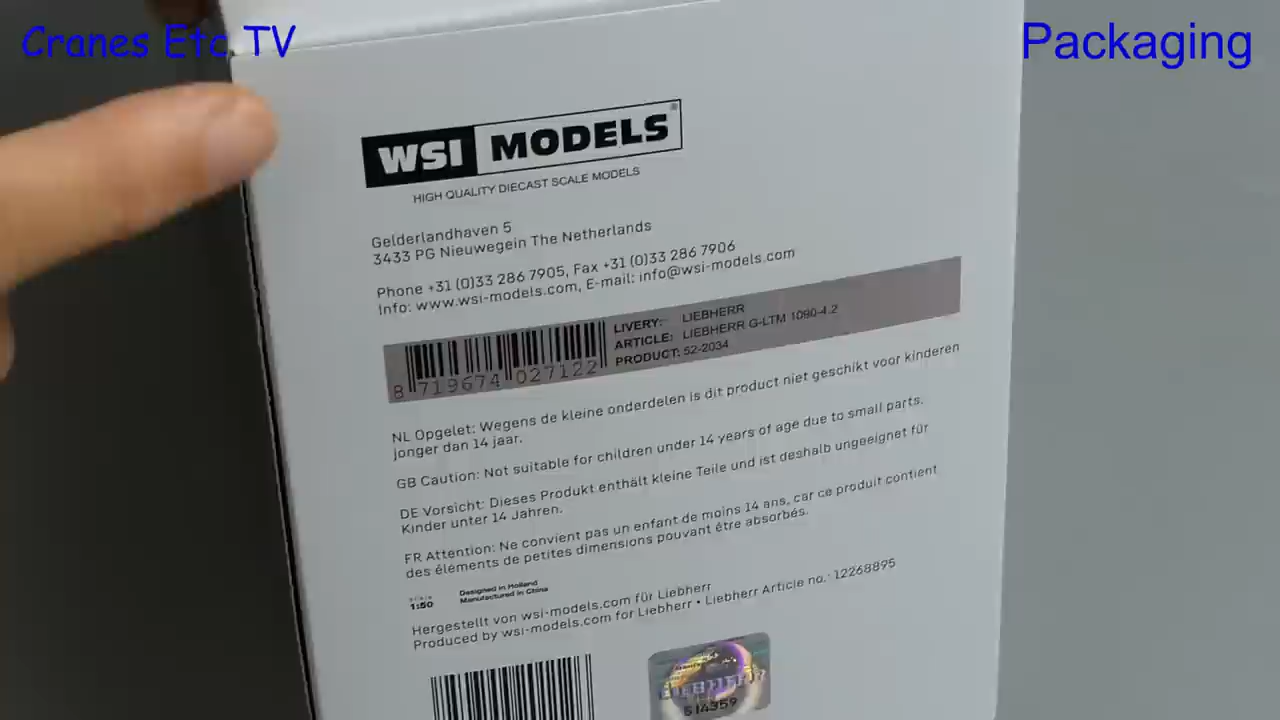 Cranes Etc TV
Packaging
WSI MODELS®
HIGH QUALITY DIECAST SCALE MODELS
Gelderlandhaven 5
3433 PG Nieuwegein The Netherlands
Phone +31 (0)33 286 7905, Fax +31 (0)33 286 7906
Info: www.wsi-models.com, E-mail: info@wsi-models.com
LIVERY: LIEBHERR
ARTICLE: LIEBHERR G-LTM 1090-4.2
PRODUCT: 52-2034
8 719674 027122
NL Opgelet: Wegens de kleine onderdelen is dit product niet geschikt voor kinderen
jonger dan 14 jaar.
GB Caution: Not suitable for children under 14 years of age due to small parts.
DE Vorsicht: Dieses Produkt enthält kleine Teile und ist deshalb ungeeignet für
Kinder unter 14 Jahren.
FR Attention: Ne convient pas un enfant de moins 14 ans, car ce produit contient
des éléments de petites dimensions pouvant être absorbés.
1:50
Designed in Holland
Manufactured in China
Hergestellt von wsi-models.com für Liebherr
Produced by wsi-models.com for Liebherr • Liebherr Article no.: 12268895
LIEBHERR
514359